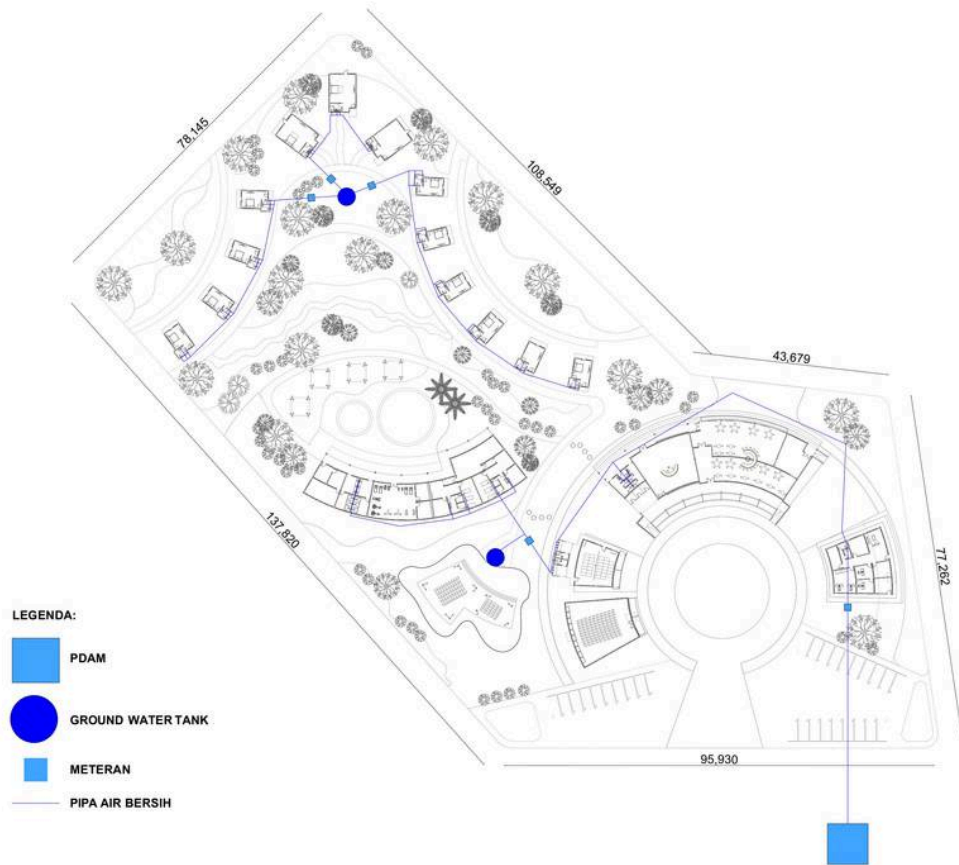 78,145
108,549
43,679
77,262
137,820
95,930
LEGENDA:
PDAM
GROUND WATER TANK
METERAN
PIPA AIR BERSIH